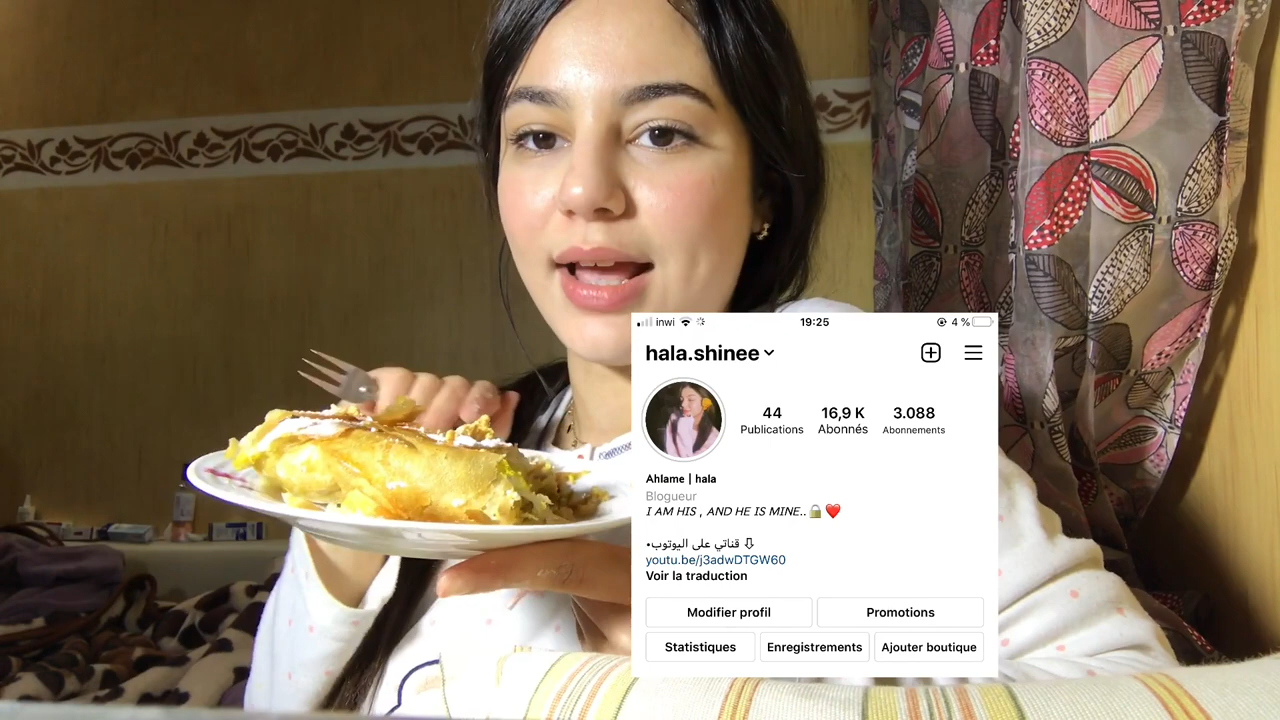 inwi 19:25 4 %
hala.shinee
44 16,9 K 3.088
Publications Abonnés Abonnements
Ahlame | hala
Blogueur
I AM HIS , AND HE IS MINE..🔒❤️
•قناتي على اليوتوب ⇩
youtu.be/j3adwDTGW60
Voir la traduction
Modifier profil Promotions
Statistiques Enregistrements Ajouter boutique